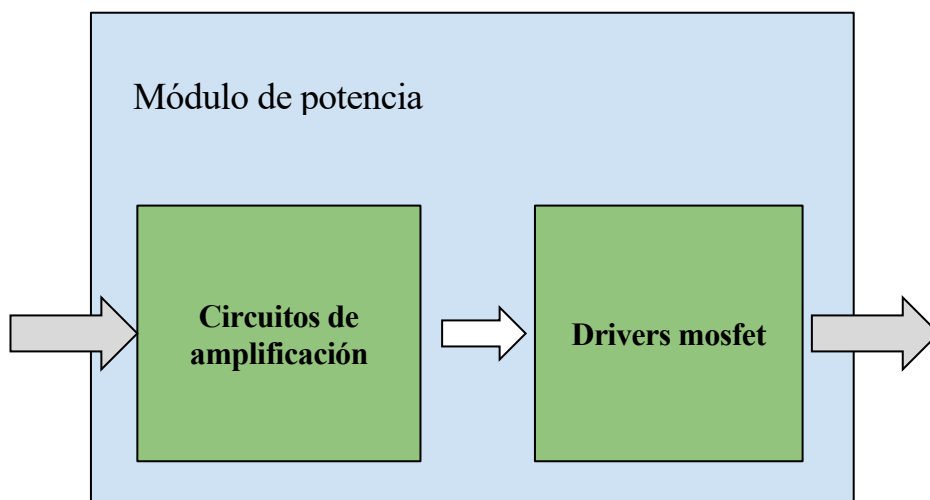 Módulo de potencia
Circuitos de
amplificación
Drivers mosfet